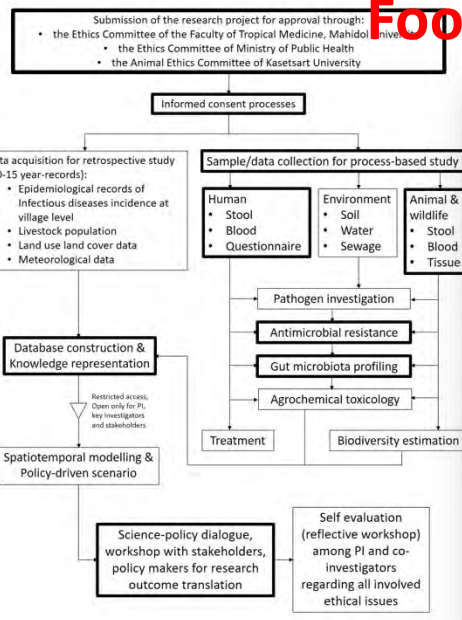 Foo
Submission of the research project for approval through:
• the Ethics Committee of the Faculty of Tropical Medicine, Mahidol University
• the Ethics Committee of Ministry of Public Health
• the Animal Ethics Committee of Kasetsart University
Informed consent processes
ta acquisition for retrospective study
0-15 year-records):
• Epidemiological records of
Infectious diseases incidence at
village level
• Livestock population
• Land use land cover data
• Meteorological data
Sample/data collection for process-based study
Human
• Stool
• Blood
• Questionnaire
Environment
• Soil
• Water
• Sewage
Animal &
wildlife
• Stool
• Blood
• Tissue
Pathogen investigation
Antimicrobial resistance
Gut microbiota profiling
Agrochemical toxicology
Database construction &
Knowledge representation
Restricted access,
Open only for PI,
key Investigators
and stakeholders
Treatment
Biodiversity estimation
Spatiotemporal modelling &
Policy-driven scenario
Science-policy dialogue,
workshop with stakeholders,
policy makers for research
outcome translation
Self evaluation
(reflective workshop)
among PI and co-
investigators
regarding all involved
ethical issues